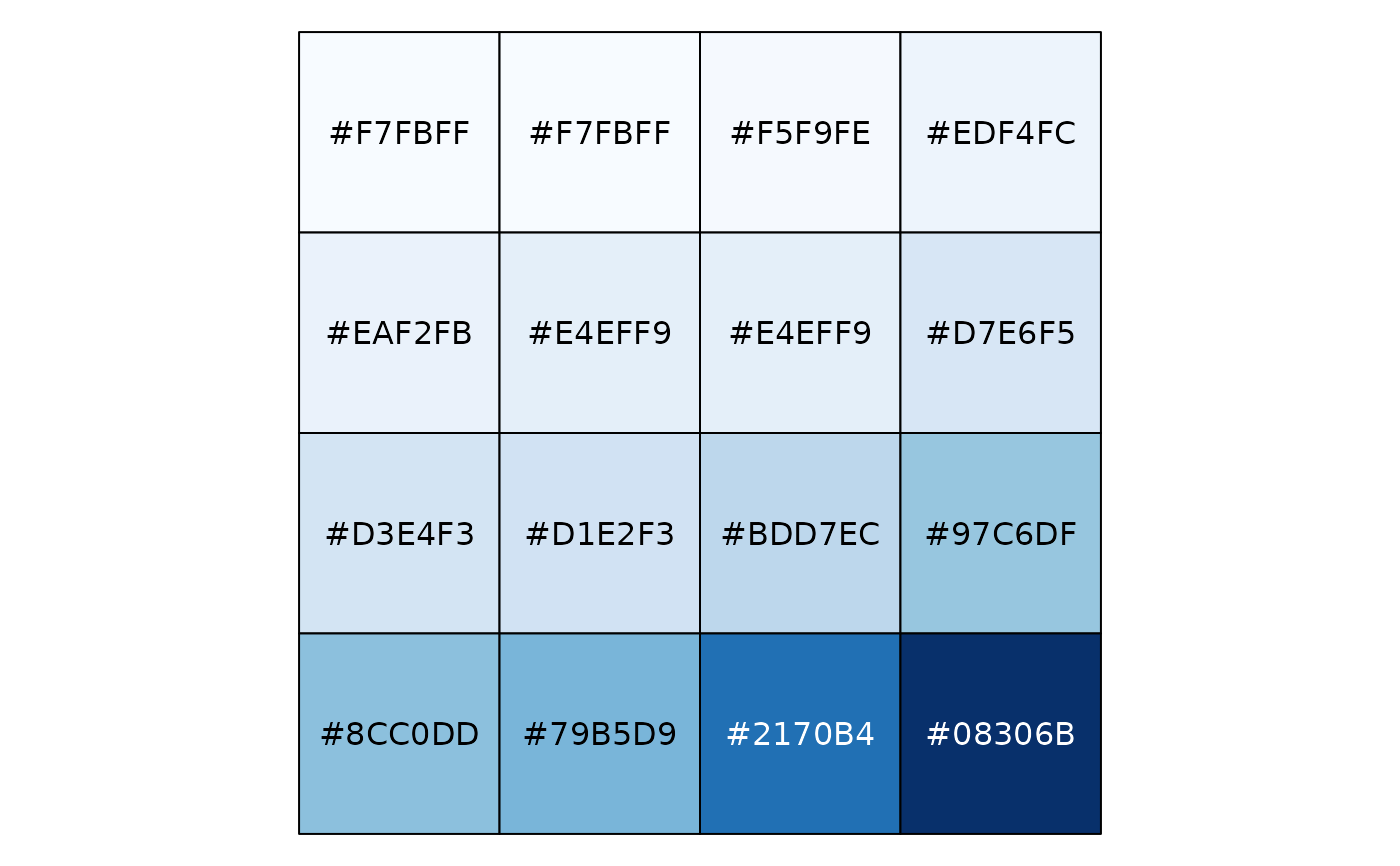 #F7FBFF #F7FBFF #F5F9FE #EDF4FC
#EAF2FB #E4EFF9 #E4EFF9 #D7E6F5
#D3E4F3 #D1E2F3 #BDD7EC #97C6DF
#8CC0DD #79B5D9 #2170B4 #08306B